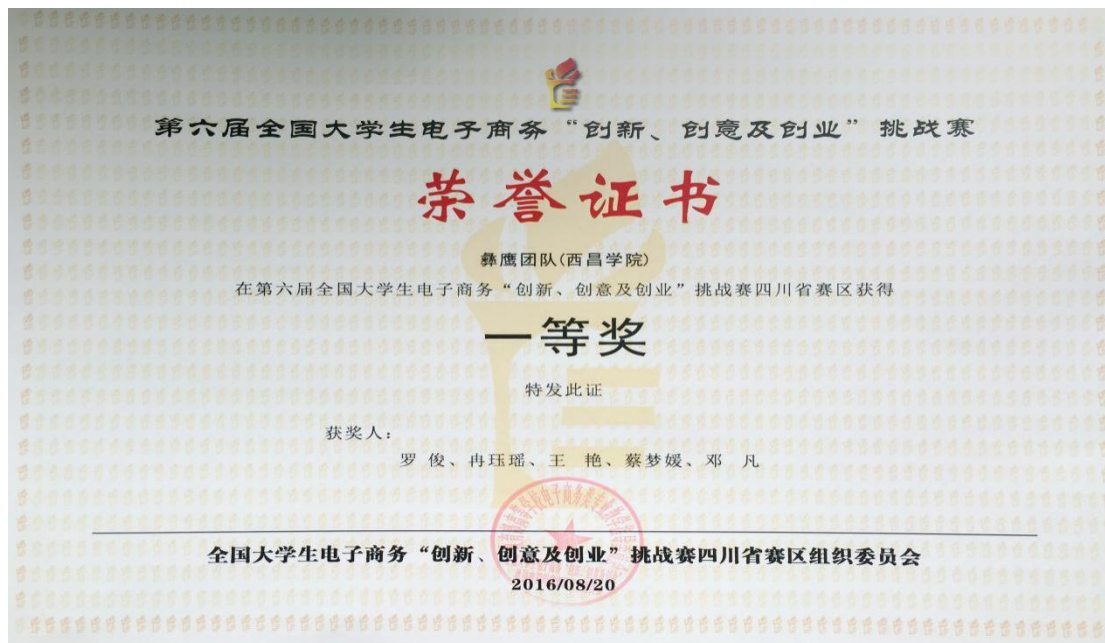 第六届全国大学生电子商务“创新、创意及创业”挑战赛
荣誉证书
彝鹰团队(西昌学院)
在第六届全国大学生电子商务“创新、创意及创业”挑战赛四川省赛区获得
一等奖
特发此证
获奖人：
罗 俊、冉珏瑶、王 艳、蔡梦媛、邓 凡
全国大学生电子商务“创新、创意及创业”挑战赛四川省赛区组织委员会
2016/08/20